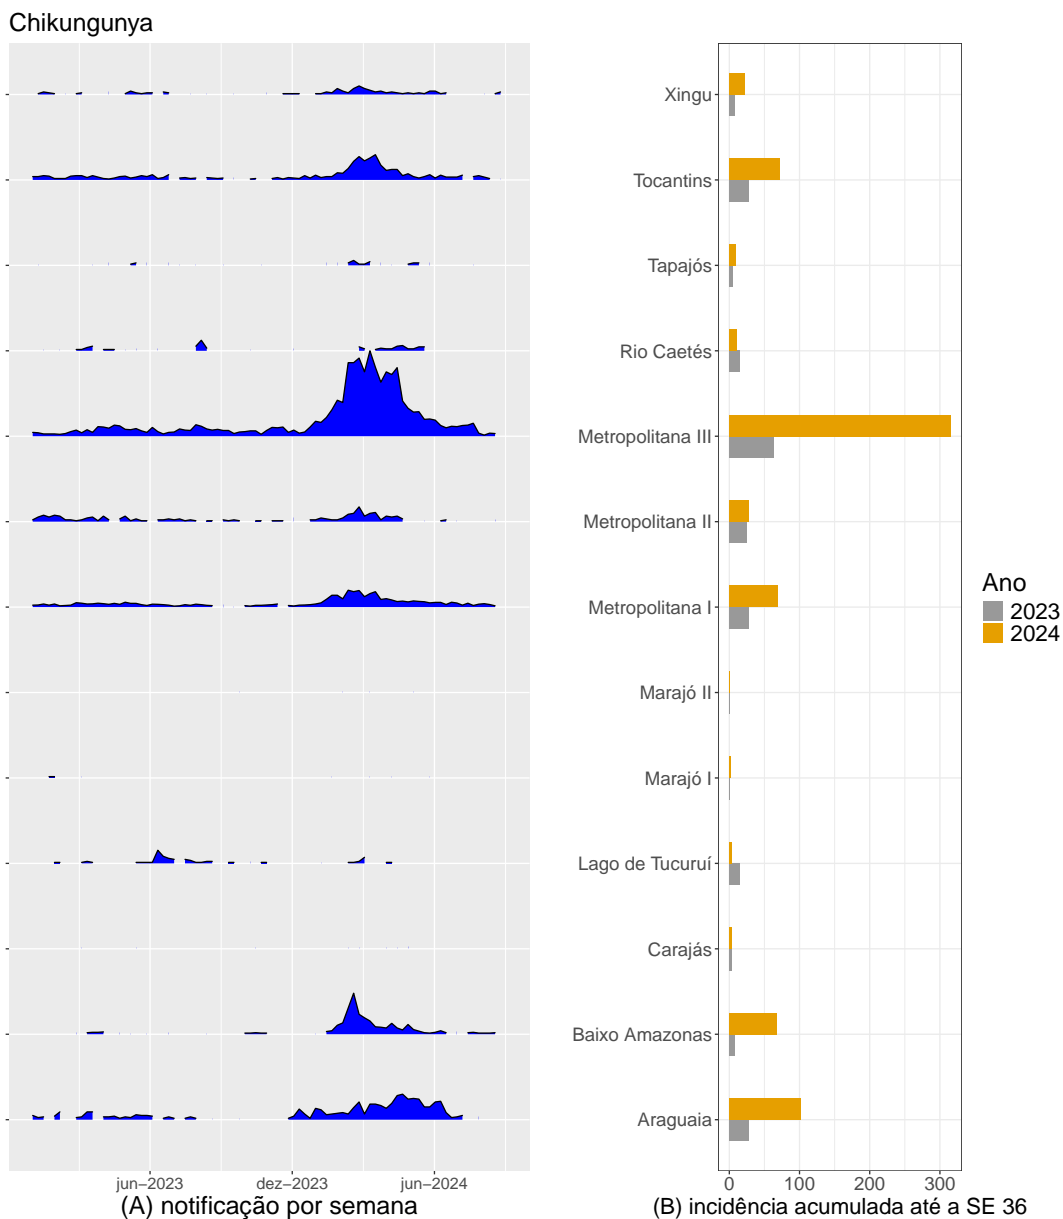 Chikungunya
Xingu
Tocantins
Tapajós
Rio Caetés
Metropolitana III
Metropolitana II
Metropolitana I
Marajó II
Marajó I
Lago de Tucuruí
Carajás
Baixo Amazonas
Araguaia
Ano
2023
2024
jun–2023 dez–2023 jun–2024
(A) notificação por semana
0 100 200 300
(B) incidência acumulada até a SE 36